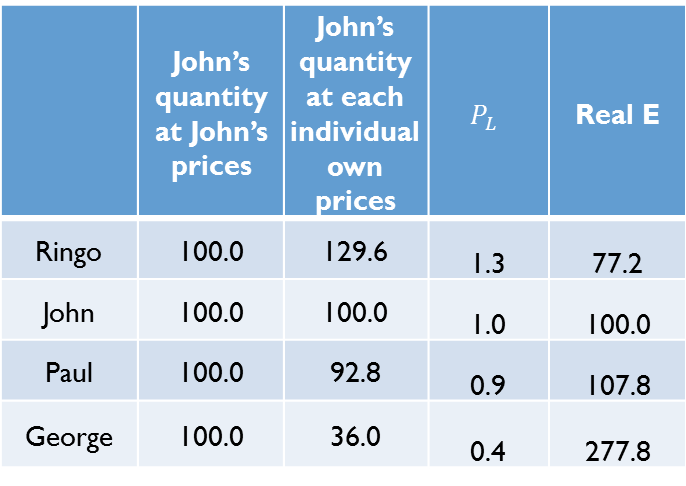 John's
quantity
at John's
prices
John's
quantity
at each
individual
own
prices
P_L
Real E
Ringo 100.0 129.6 1.3 77.2
John 100.0 100.0 1.0 100.0
Paul 100.0 92.8 0.9 107.8
George 100.0 36.0 0.4 277.8